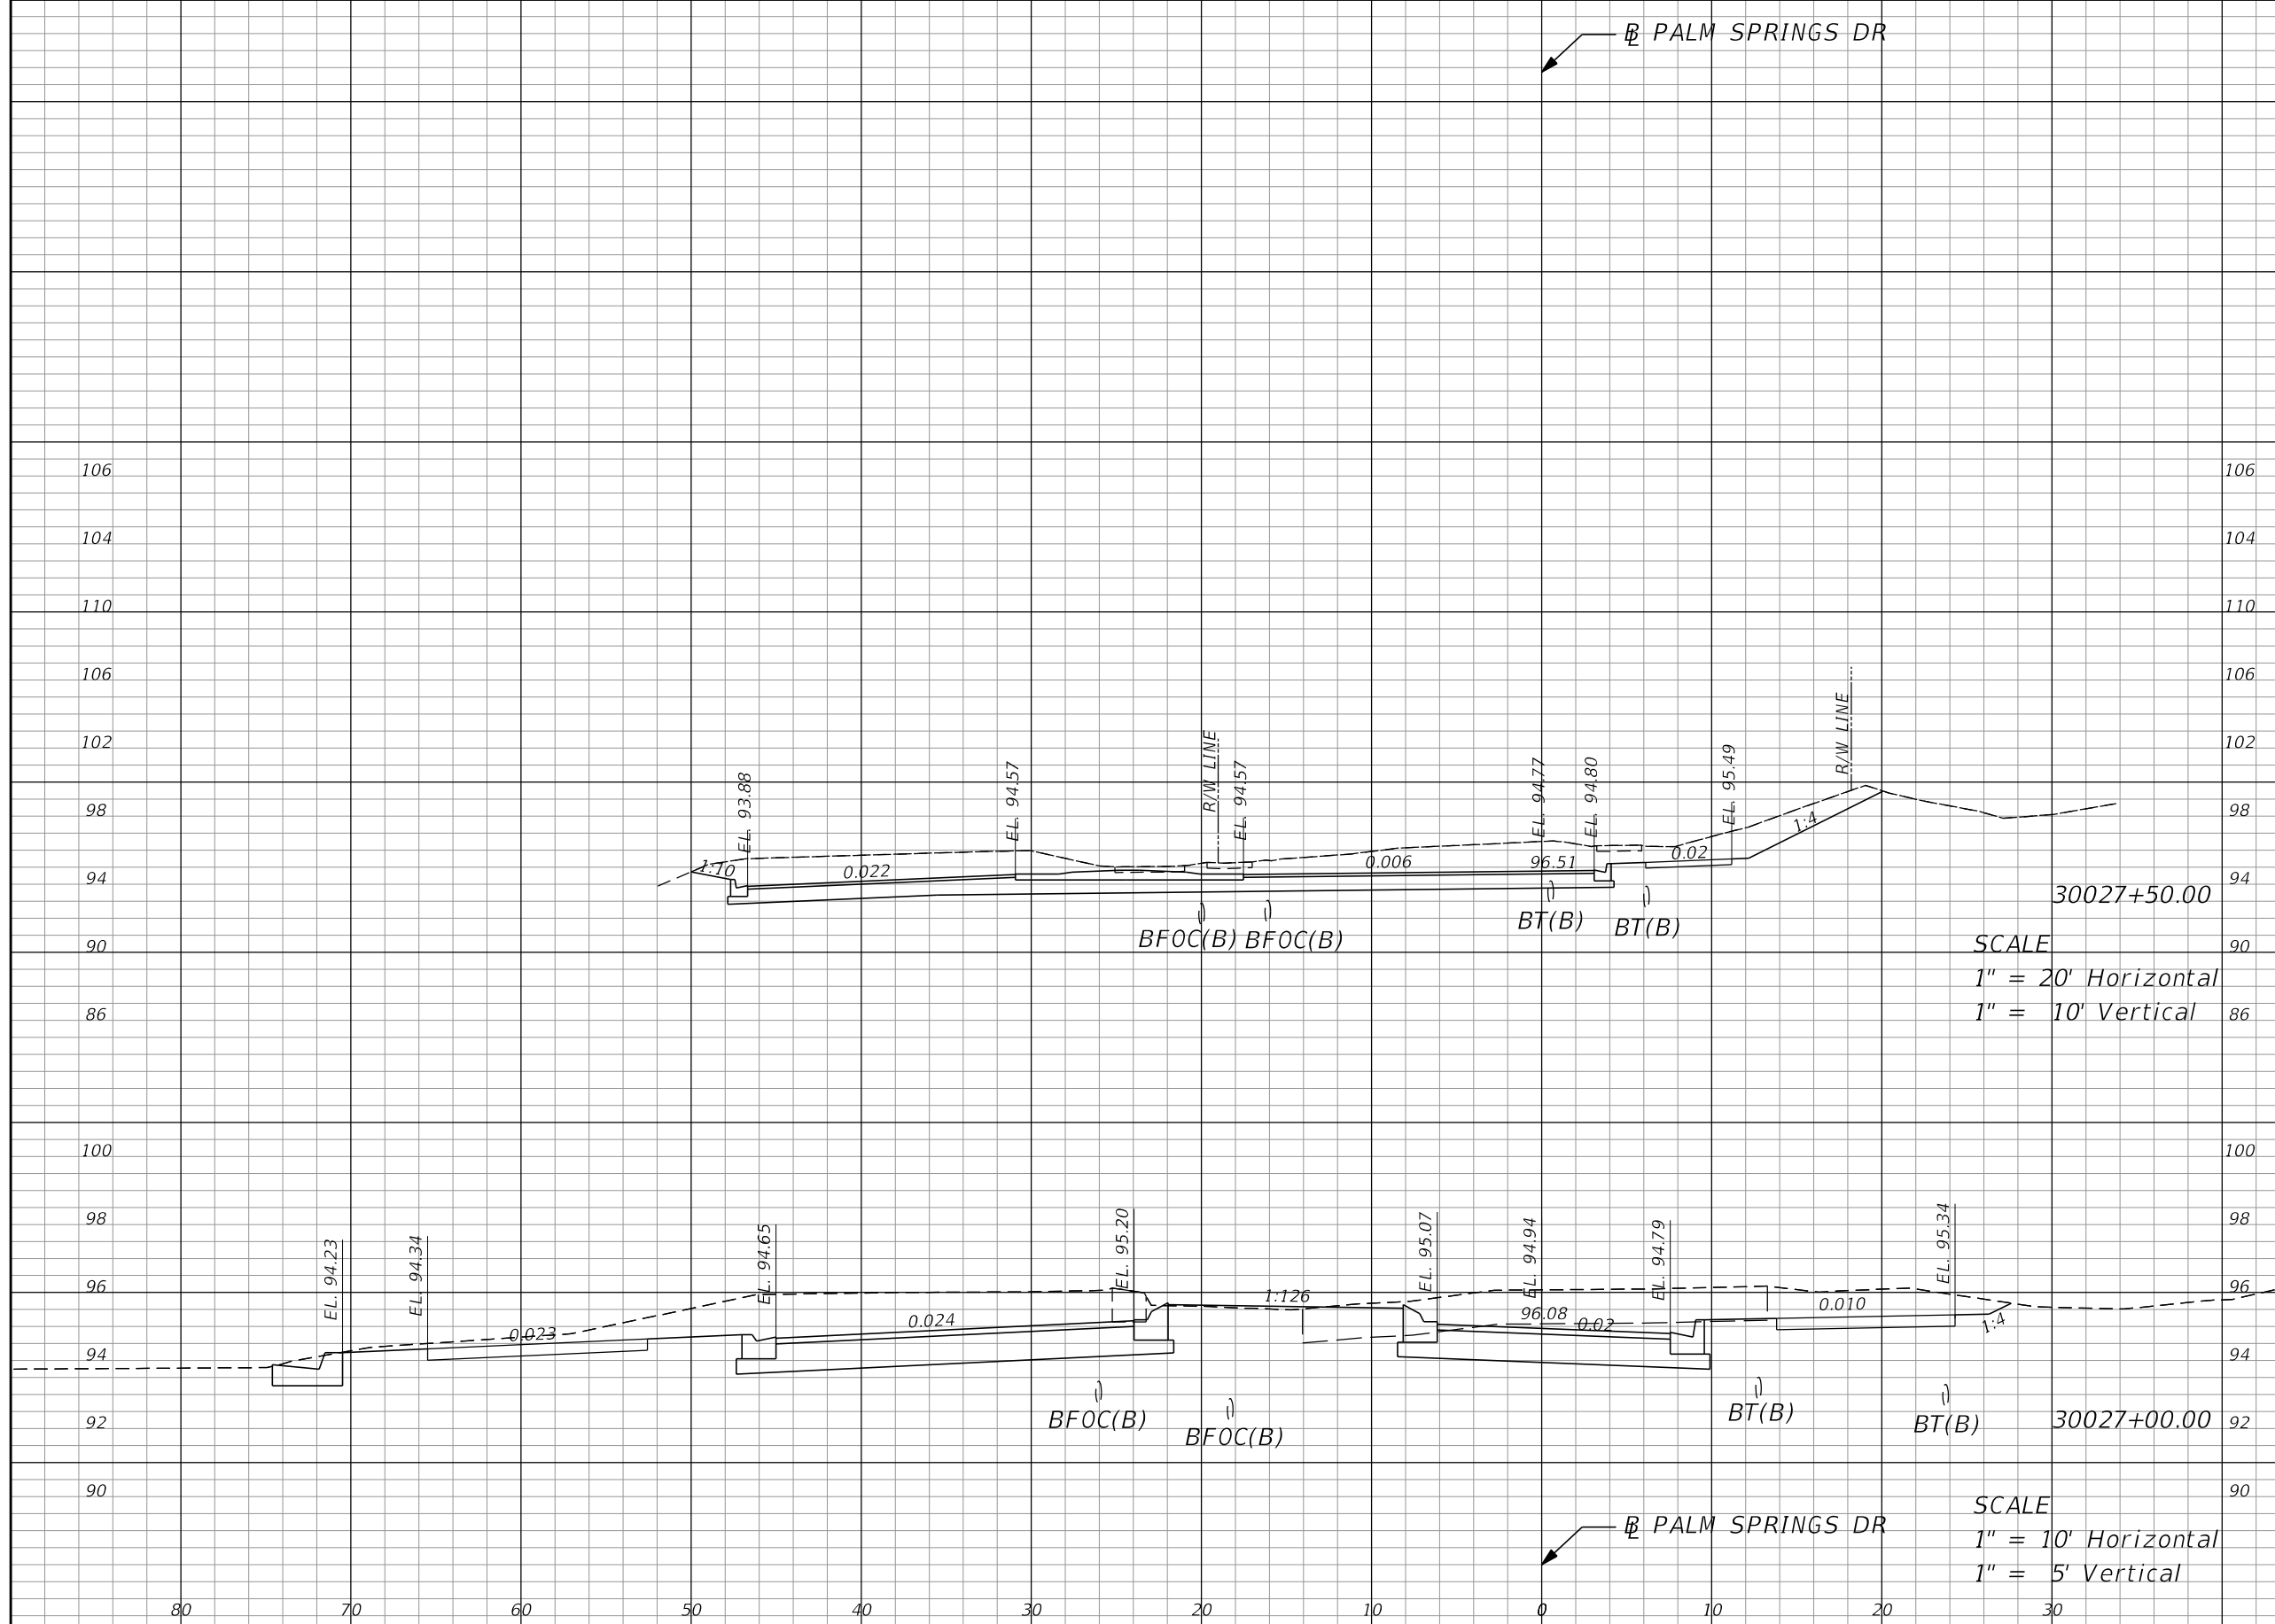 BL PALM SPRINGS DR
106 106
104 104
110 110
106 106
R/W LINE
102 102
R/W LINE
EL. 93.88
EL. 94.57
EL. 94.57
EL. 94.77
EL. 94.80
EL. 95.49
98 98
1:4
1:10
0.022
0.006
96.51
0.02
94 94
30027+50.00
BT(B)
BT(B)
BFOC(B)
BFOC(B)
90 90
SCALE
1" = 20' Horizontal
1" = 10' Vertical
86 86
100 100
98 98
EL. 94.23
EL. 94.34
EL. 94.65
EL. 95.20
EL. 95.07
EL. 94.94
EL. 94.79
EL. 95.34
96 96
1:126
0.010
96.08
0.02
0.024
0.023
1:4
94 94
BFOC(B)
BFOC(B)
BT(B)
BT(B)
30027+00.00
92 92
90 90
SCALE
1" = 10' Horizontal
1" = 5' Vertical
BL PALM SPRINGS DR
80 70 60 50 40 30 20 10 0 10 20 30